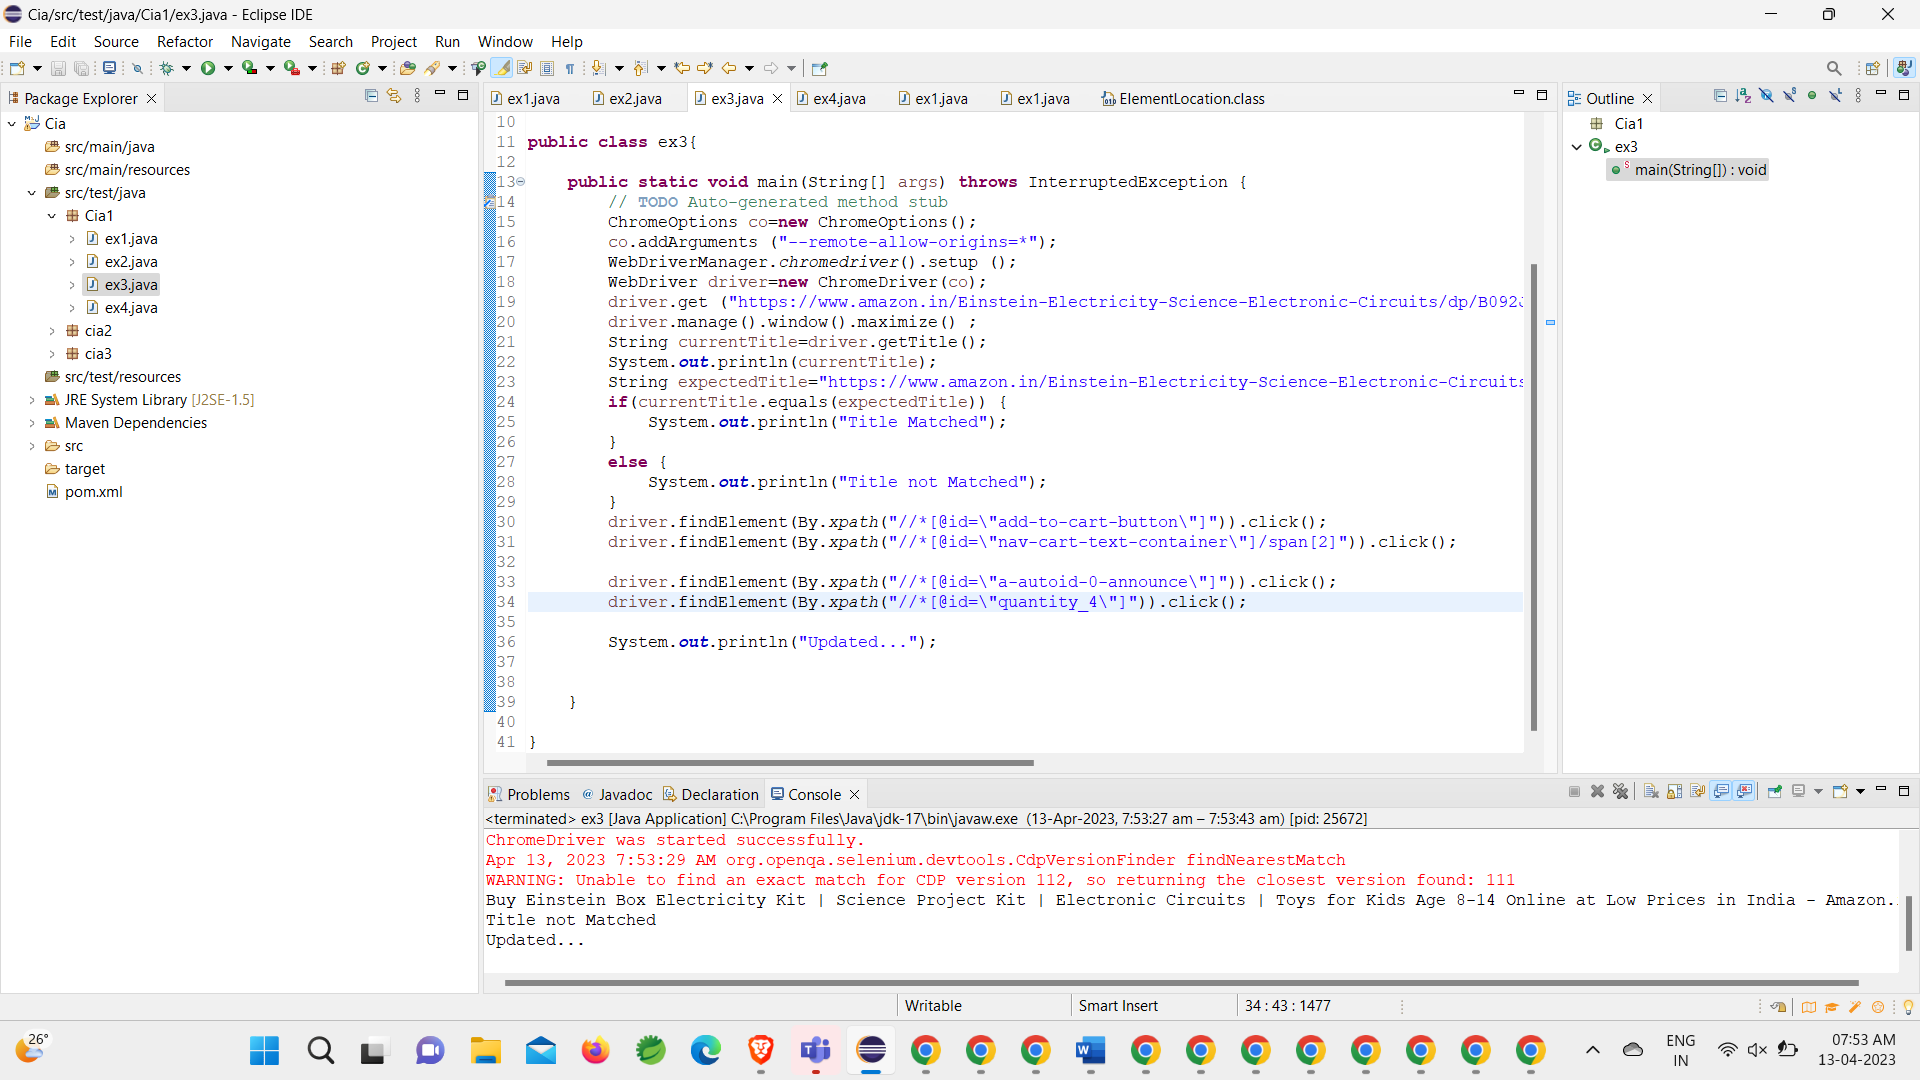 Cia/src/test/java/Cia1/ex3.java - Eclipse IDE
File Edit Source Refactor Navigate Search Project Run Window Help
Package Explorer
Cia
src/main/java
src/main/resources
src/test/java
Cia1
ex1.java
ex2.java
ex3.java
ex4.java
cia2
cia3
src/test/resources
JRE System Library [J2SE-1.5]
Maven Dependencies
src
target
pom.xml
ex1.java ex2.java ex3.java ex4.java ex1.java ex1.java ElementLocation.class
10
11 public class ex3{
12
13 public static void main(String[] args) throws InterruptedException {
14 // TODO Auto-generated method stub
15 ChromeOptions co=new ChromeOptions();
16 co.addArguments ("--remote-allow-origins=*");
17 WebDriverManager.chromedriver().setup ();
18 WebDriver driver=new ChromeDriver(co);
19 driver.get ("https://www.amazon.in/Einstein-Electricity-Science-Electronic-Circuits/dp/B092J
20 driver.manage().window().maximize() ;
21 String currentTitle=driver.getTitle();
22 System.out.println(currentTitle);
23 String expectedTitle="https://www.amazon.in/Einstein-Electricity-Science-Electronic-Circuits
24 if(currentTitle.equals(expectedTitle)) {
25 System.out.println("Title Matched");
26 }
27 else {
28 System.out.println("Title not Matched");
29 }
30 driver.findElement(By.xpath("//*[@id=\"add-to-cart-button\"]")).click();
31 driver.findElement(By.xpath("//*[@id=\"nav-cart-text-container\"]/span[2]")).click();
32
33 driver.findElement(By.xpath("//*[@id=\"a-autoid-0-announce\"]")).click();
34 driver.findElement(By.xpath("//*[@id=\"quantity_4\"]")).click();
35
36 System.out.println("Updated...");
37
38
39 }
40
41 }
Outline
Cia1
ex3
main(String[]) : void
Problems Javadoc Declaration Console
<terminated> ex3 [Java Application] C:\Program Files\Java\jdk-17\bin\javaw.exe (13-Apr-2023, 7:53:27 am – 7:53:43 am) [pid: 25672]
ChromeDriver was started successfully.
Apr 13, 2023 7:53:29 AM org.openqa.selenium.devtools.CdpVersionFinder findNearestMatch
WARNING: Unable to find an exact match for CDP version 112, so returning the closest version found: 111
Buy Einstein Box Electricity Kit | Science Project Kit | Electronic Circuits | Toys for Kids Age 8-14 Online at Low Prices in India - Amazon.
Title not Matched
Updated...
Writable Smart Insert 34 : 43 : 1477
26°
ENG
IN
07:53 AM
13-04-2023